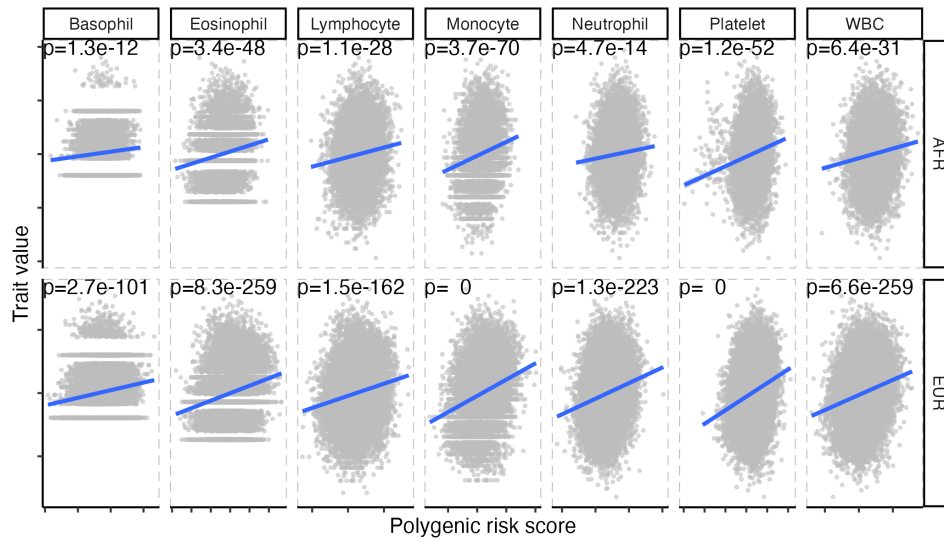 Basophil Eosinophil Lymphocyte Monocyte Neutrophil Platelet WBC
p=1.3e-12 p=3.4e-48 p=1.1e-28 p=3.7e-70 p=4.7e-14 p=1.2e-52 p=6.4e-31
AFR
p=2.7e-101 p=8.3e-259 p=1.5e-162 p= 0 p=1.3e-223 p= 0 p=6.6e-259
EUR
Trait value
Polygenic risk score